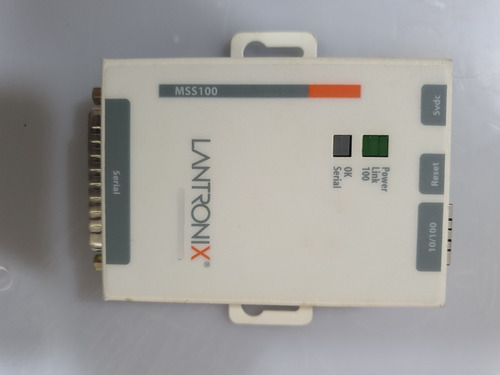 MSS100
LANTRONIX®
Serial
5vdc
Reset
10/100
Power
Link
100
OK
Serial